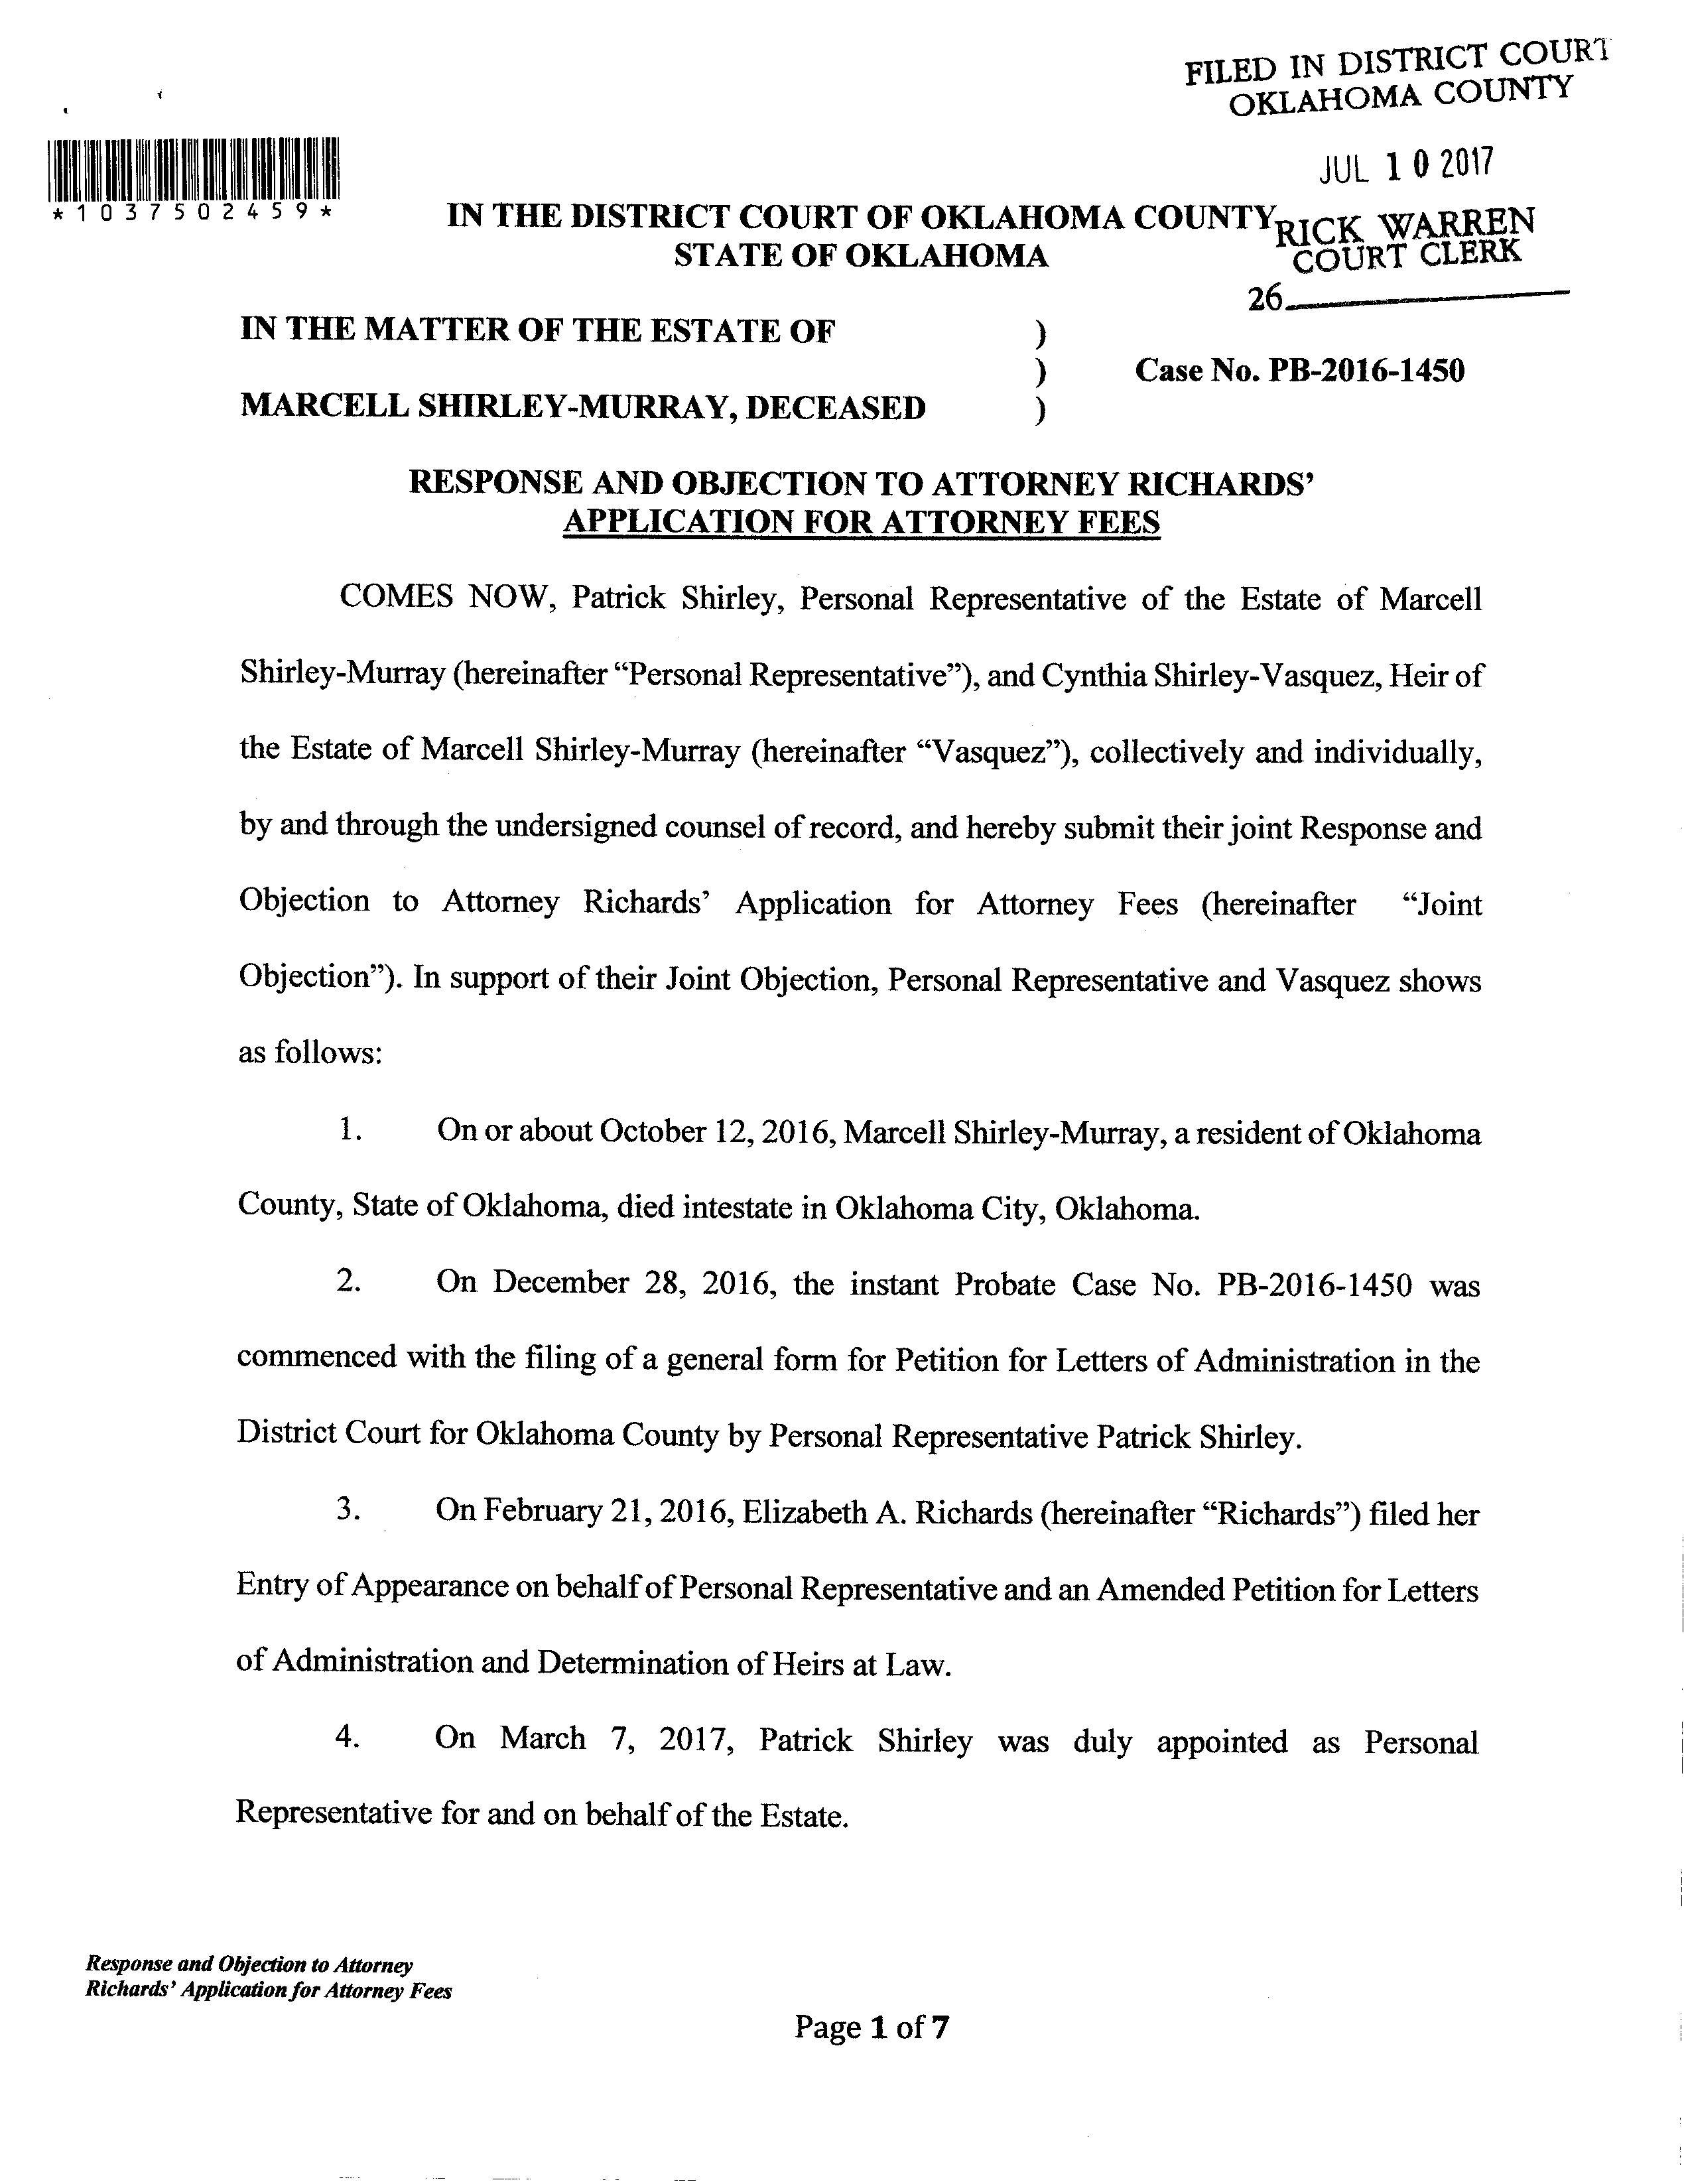 FILED IN DISTRICT COURT
OKLAHOMA COUNTY
JUL 10 2017
*1037502459*
IN THE DISTRICT COURT OF OKLAHOMA COUNTY
RICK WARREN
STATE OF OKLAHOMA
COURT CLERK
26
IN THE MATTER OF THE ESTATE OF )
) Case No. PB-2016-1450
MARCELL SHIRLEY-MURRAY, DECEASED )
RESPONSE AND OBJECTION TO ATTORNEY RICHARDS’
APPLICATION FOR ATTORNEY FEES
COMES NOW, Patrick Shirley, Personal Representative of the Estate of Marcell
Shirley-Murray (hereinafter “Personal Representative”), and Cynthia Shirley-Vasquez, Heir of
the Estate of Marcell Shirley-Murray (hereinafter “Vasquez”), collectively and individually,
by and through the undersigned counsel of record, and hereby submit their joint Response and
Objection to Attorney Richards’ Application for Attorney Fees (hereinafter “Joint
Objection”). In support of their Joint Objection, Personal Representative and Vasquez shows
as follows:
1. On or about October 12, 2016, Marcell Shirley-Murray, a resident of Oklahoma
County, State of Oklahoma, died intestate in Oklahoma City, Oklahoma.
2. On December 28, 2016, the instant Probate Case No. PB-2016-1450 was
commenced with the filing of a general form for Petition for Letters of Administration in the
District Court for Oklahoma County by Personal Representative Patrick Shirley.
3. On February 21, 2016, Elizabeth A. Richards (hereinafter “Richards”) filed her
Entry of Appearance on behalf of Personal Representative and an Amended Petition for Letters
of Administration and Determination of Heirs at Law.
4. On March 7, 2017, Patrick Shirley was duly appointed as Personal
Representative for and on behalf of the Estate.
Response and Objection to Attorney
Richards’ Application for Attorney Fees
Page 1 of 7